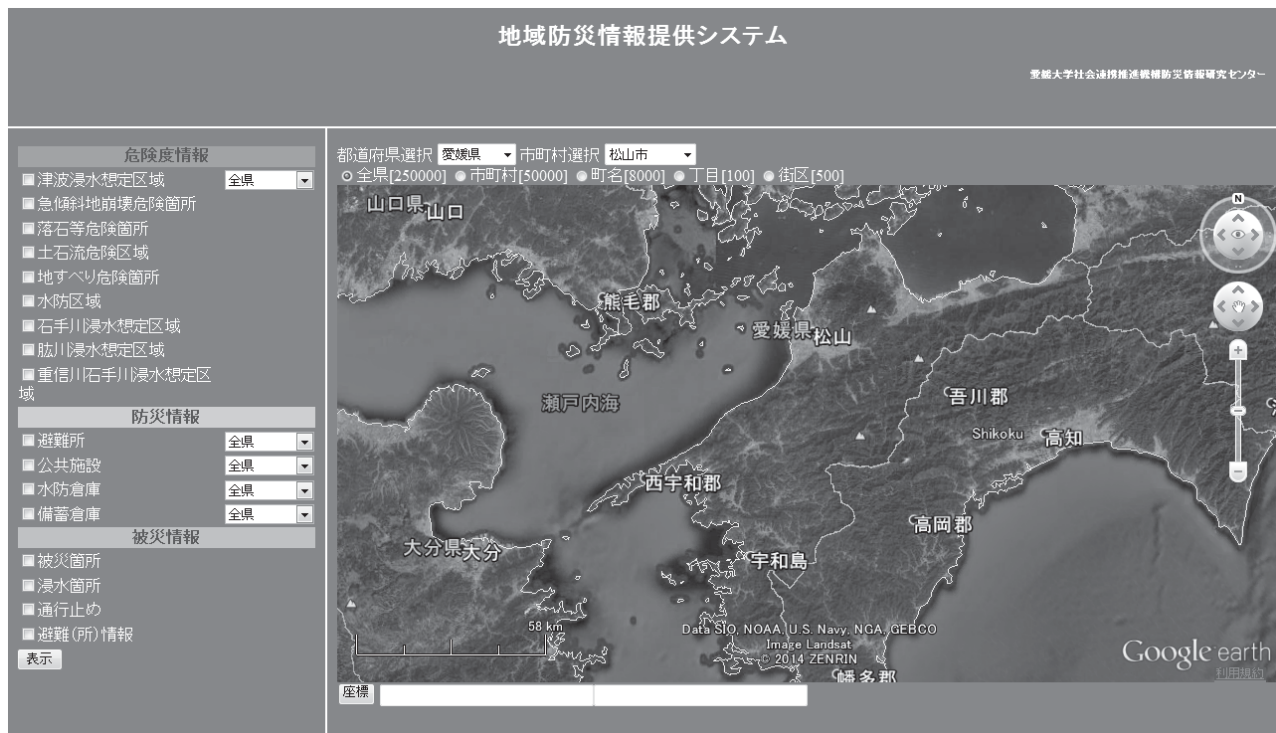 地域防災情報提供システム
愛媛大学社会連携推進機構防災情報研究センター
危険度情報
津波浸水想定区域 全県
急傾斜地崩壊危険箇所
落石等危険箇所
土石流危険区域
地すべり危険箇所
水防区域
石手川浸水想定区域
肱川浸水想定区域
重信川石手川浸水想定区
域
防災情報
避難所 全県
公共施設 全県
水防倉庫 全県
備蓄倉庫 全県
被災情報
被災箇所
浸水箇所
通行止め
避難(所)情報
表示
都道府県選択 愛媛県 市町村選択 松山市
全県[250000] 市町村[50000] 町名[8000] 丁目[100] 街区[500]
山口県山口
N
熊毛郡
愛媛県松山
瀬戸内海
吾川郡
Shikoku 高知
西宇和郡
高岡郡
大分県大分
宇和島
58 km
Data SIO, NOAA, U.S. Navy, NGA, GEBCO
Image Landsat
© 2014 ZENRIN
Google earth
利用規約
幡多郡
座標